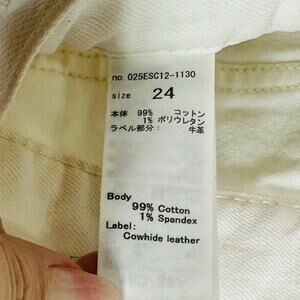 no. 025ESC12-1130
size 24
本体 99% コットン
1% ポリウレタン
ラベル部分: 牛革
Body
99% Cotton
1% Spandex
Label:
Cowhide leather